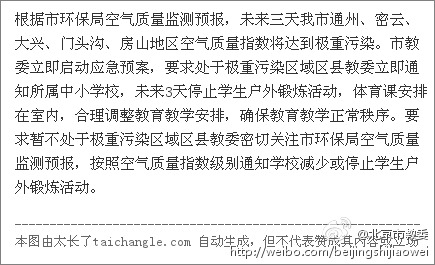 根据市环保局空气质量监测预报，未来三天我市通州、密云、
大兴、门头沟、房山地区空气质量指数将达到极重污染。市教
委立即启动应急预案，要求处于极重污染区域区县教委立即通
知所属中小学校，未来3天停止学生户外锻炼活动，体育课安排
在室内，合理调整教育教学安排，确保教育教学正常秩序。要
求暂不处于极重污染区域区县教委密切关注市环保局空气质量
监测预报，按照空气质量指数级别通知学校减少或停止学生户
外锻炼活动。
本图由太长了taichangle.com 自动生成，但不代表赞成其内容或立场
@北京市教委
http://weibo.com/beijingshijiaowei